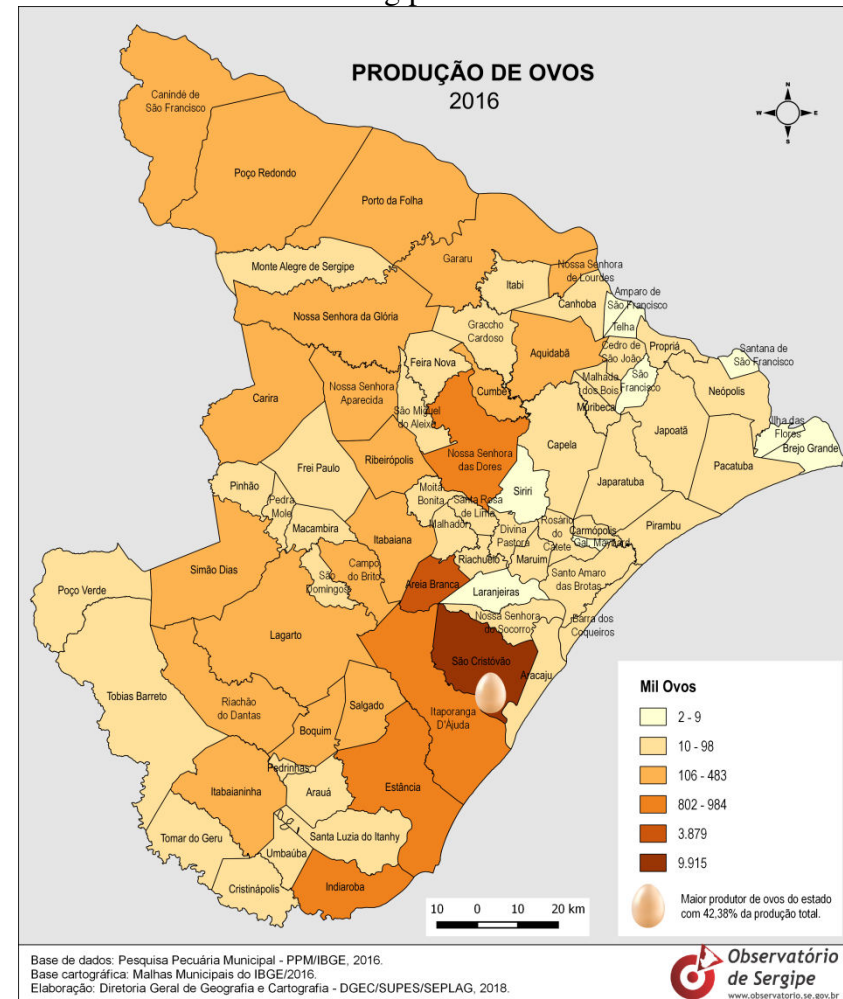 PRODUÇÃO DE OVOS
2016
N
W
E
S
Canindé de
São Francisco
Poço Redondo
Porto da Folha
Monte Alegre de Sergipe
Gararu
Itabi
Nossa Senhora
de Lourdes
Canhoba
Amparo de
São Francisco
Telha
Nossa Senhora da Glória
Graccho
Cardoso
Aquidabã
Cedro de
São João
Propriá
Santana de
São Francisco
Feira Nova
Carira
Nossa Senhora
Aparecida
São Miguel
do Aleixo
Cumbe
Malhada
dos Bois
São
Francisco
Neópolis
Muribeca
Ilha das
Flores
Brejo Grande
Japoatã
Capela
Nossa Senhora
das Dores
Ribeirópolis
Frei Paulo
Pacatuba
Japaratuba
Siriri
Pinhão
Pedra
Mole
Moita
Bonita
Santa Rosa
de Lima
Macambira
Malhador
Divina
Pastora
Rosário
do
Catete
Carmópolis
Gal. Maynard
Pirambu
Itabaiana
Riachuelo
Maruim
Simão Dias
São
Domingos
Campo
do Brito
Areia Branca
Laranjeiras
Santo Amaro
das Brotas
Poço Verde
Nossa Senhora
do Socorro
Barra dos
Coqueiros
Lagarto
São Cristóvão
Aracaju
Tobias Barreto
Riachão
do Dantas
Salgado
Itaporanga
D'Ajuda
Boquim
Pedrinhas
Itabaianinha
Arauá
Estância
Tomar do Geru
Santa Luzia do Itanhy
Umbaúba
Cristinápolis
Indiaroba
Mil Ovos
2 - 9
10 - 98
106 - 483
802 - 984
3.879
9.915
Maior produtor de ovos do estado
com 42,38% da produção total.
10 0 10 20 km
Base de dados: Pesquisa Pecuária Municipal - PPM/IBGE, 2016.
Base cartográfica: Malhas Municipais do IBGE/2016.
Elaboração: Diretoria Geral de Geografia e Cartografia - DGEC/SUPES/SEPLAG, 2018.
Observatório
de Sergipe
www.observatorio.se.gov.br